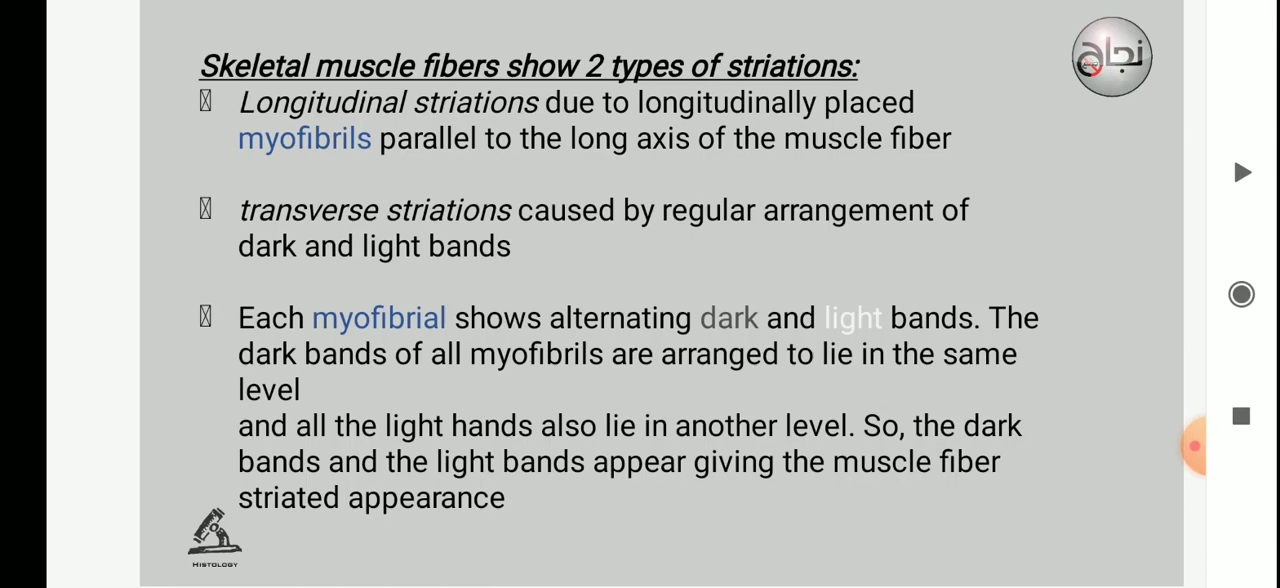 Skeletal muscle fibers show 2 types of striations:
Longitudinal striations due to longitudinally placed
myofibrils parallel to the long axis of the muscle fiber
transverse striations caused by regular arrangement of
dark and light bands
Each myofibrial shows alternating dark and light bands. The
dark bands of all myofibrils are arranged to lie in the same
level
and all the light hands also lie in another level. So, the dark
bands and the light bands appear giving the muscle fiber
striated appearance
HISTOLOGY